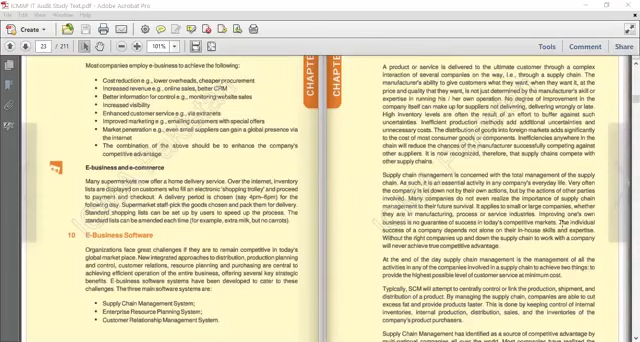 ICMAP IT Audit Study Text.pdf - Adobe Acrobat Pro
File Edit View Window Help
Create
23 / 211
101%
Tools Comment Share
Most companies employ e-business to achieve the following:
• Cost reduction e.g., lower overheads, cheaper procurement
• Increased revenue e.g., online sales, better CRM
• Better information for control e.g., monitoring website sales
• Increased visibility
• Enhanced customer service e.g., via extranets
• Improved marketing e.g., emailing customers with special offers
• Market penetration e.g., even small suppliers can gain a global presence via
the internet
• The combination of the above should be to enhance the company's
competitive advantage
E-business and e-commerce
Many supermarkets now offer a home delivery service. Over the internet, inventory
lists are displayed on customers who fill an electronic 'shopping trolley' and proceed
to payment and checkout. A delivery period is chosen (say 4pm–6pm) for the
following day. Supermarket staff pick the goods chosen and pack them for delivery.
Standard shopping lists can be set up by users to speed up the process. The
standard lists can be amended each time (for example, extra milk, but no carrots).
10 E-Business Software
Organizations face great challenges if they are to remain competitive in today's
global market place. New integrated approaches to distribution, production planning
and control, customer relations, resource planning and purchasing are central to
achieving efficient operation of the entire business, offering several key strategic
benefits. E-business software systems have been developed to cater to these
challenges. The three main software systems are:
• Supply Chain Management System;
• Enterprise Resource Planning System;
• Customer Relationship Management System.
CHAPTE
CHAPTE
A product or service is delivered to the ultimate customer through a complex
interaction of several companies on the way, i.e., through a supply chain. The
manufacturer's ability to give customers what they want, when they want it, at the
price and quality that they want, is not just determined by the manufacturer's skill or
expertise in running his / her own operation. No degree of improvement in the
company itself can make up for suppliers not delivering, delivering wrongly or late.
High inventory levels are often the result of an effort to buffer against such
uncertainties. Inefficient production methods add additional uncertainties and
unnecessary costs. The distribution of goods into foreign markets adds significantly
to the cost of most consumer goods or components. Inefficiencies anywhere in the
chain will reduce the chances of the manufacturer successfully competing against
other suppliers. It is now recognized, therefore, that supply chains compete with
other supply chains.
Supply chain management is concerned with the total management of the supply
chain. As such, it is an essential activity in any company's everyday life. Very often
the company is let down not by their own actions, but by the actions of other parties
involved. Many companies do not even realize the importance of supply chain
management to their future survival. It applies to small or large companies, whether
they are in manufacturing, process or service industries. Improving one's own
business is no guarantee of success in today's competitive markets. The individual
success of a company depends not alone on their in-house skills and expertise.
Without the right companies up and down the supply chain to work with a company
will never achieve true competitive advantage.
At the end of the day supply chain management is the management of all the
activities in any of the companies involved in a supply chain to achieve two things; to
provide the highest possible level of customer service at minimum cost.
Typically, SCM will attempt to centrally control or link the production, shipment, and
distribution of a product. By managing the supply chain, companies are able to cut
excess fat and provide products faster. This is done by keeping control of internal
inventories, internal production, distribution, sales, and the inventories of the
company's product purchasers.
Supply Chain Management has identified as a source of competitive advantage by